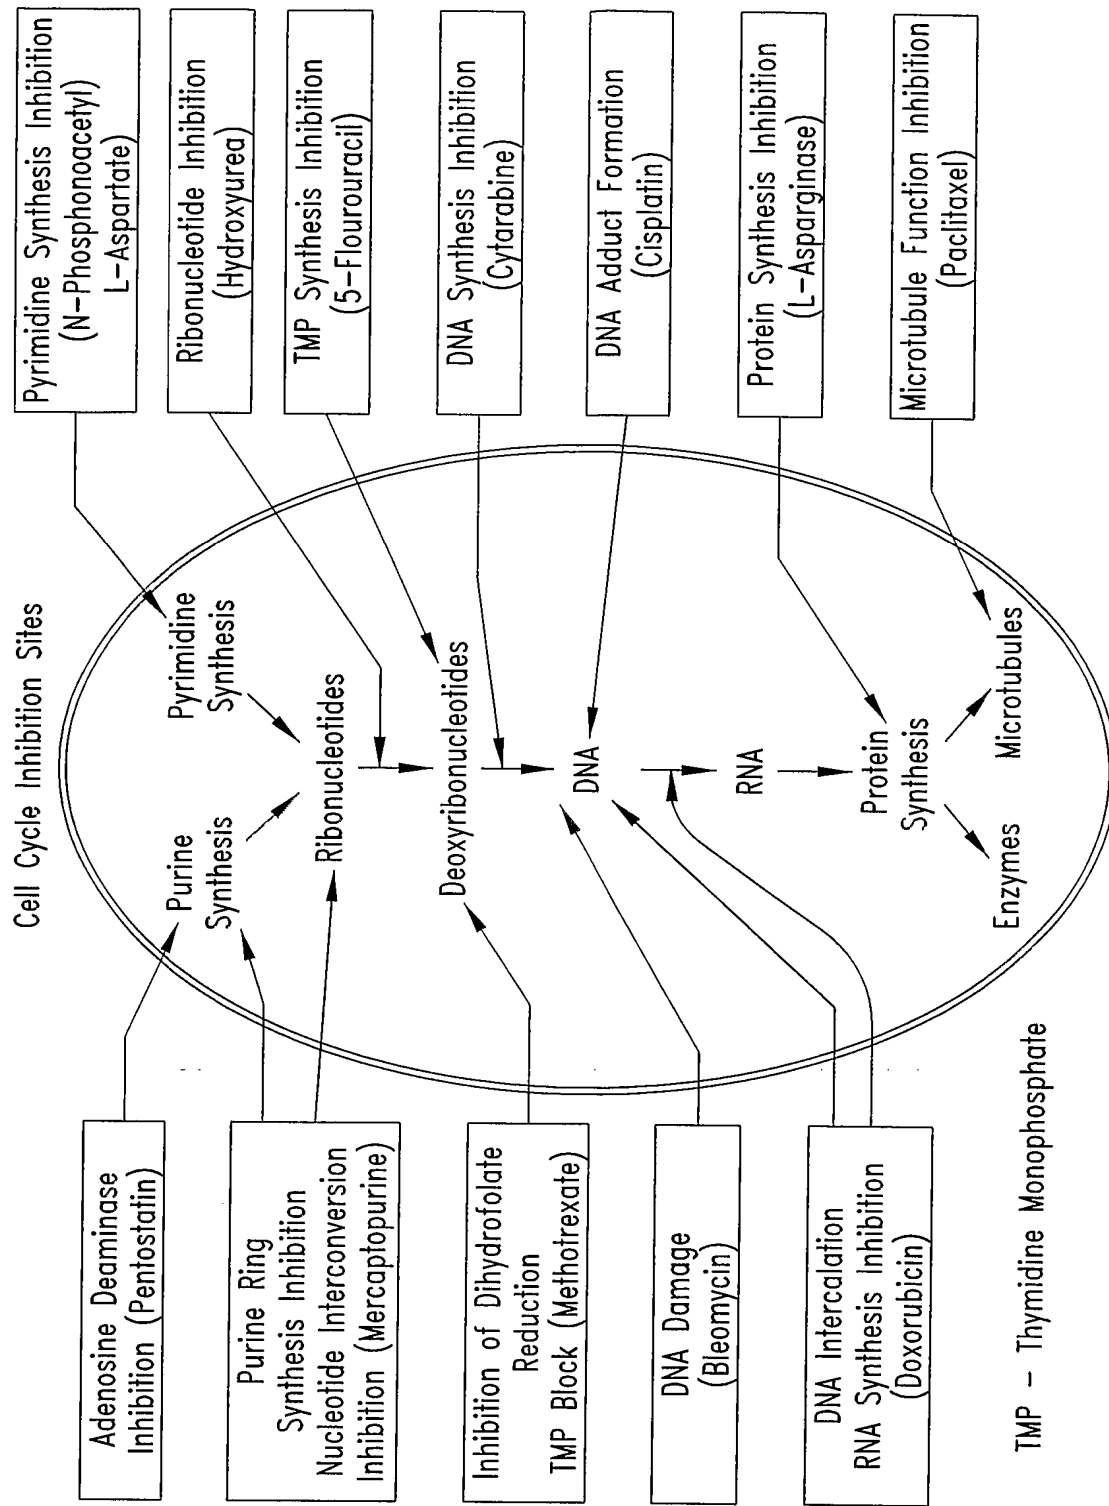 Cell Cycle Inhibition Sites
Adenosine Deaminase
Inhibition (Pentostatin)
Purine Ring
Synthesis Inhibition
Nucleotide Interconversion
Inhibition (Mercaptopurine)
Inhibition of Dihydrofolate
Reduction
TMP Block (Methotrexate)
DNA Damage
(Bleomycin)
DNA Intercalation
RNA Synthesis Inhibition
(Doxorubicin)
Purine
Synthesis
Pyrimidine
Synthesis
Ribonucleotides
Deoxyribonucleotides
DNA
RNA
Protein
Synthesis
Enzymes
Microtubules
Pyrimidine Synthesis Inhibition
(N-Phosphonoacetyl)
L-Aspartate
Ribonucleotide Inhibition
(Hydroxyurea)
TMP Synthesis Inhibition
(5-Flourouracil)
DNA Synthesis Inhibition
(Cytarabine)
DNA Adduct Formation
(Cisplatin)
Protein Synthesis Inhibition
(L-Asparginase)
Microtubule Function Inhibition
(Paclitaxel)
TMP - Thymidine Monophosphate